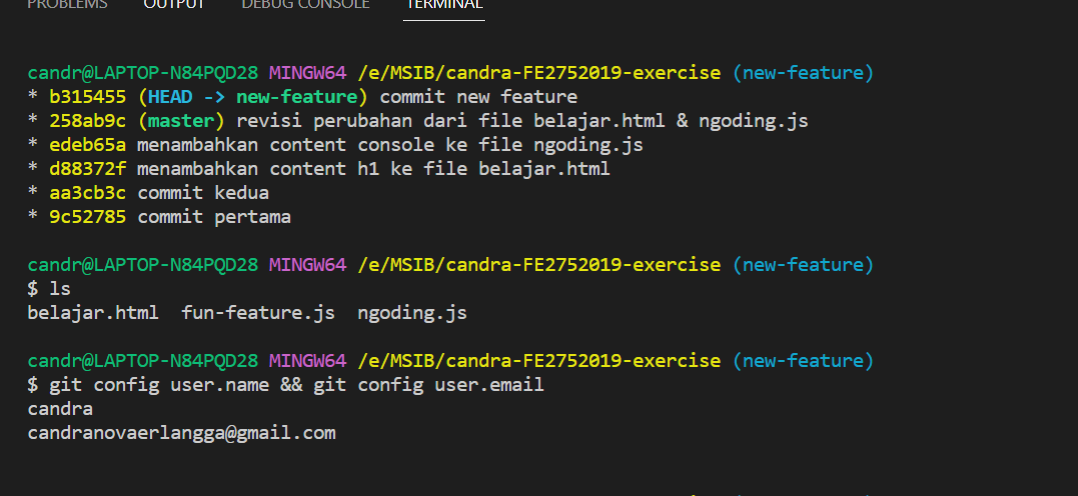 PROBLEMS OUTPUT DEBUG CONSOLE TERMINAL
candr@LAPTOP-N84PQD28 MINGW64 /e/MSIB/candra-FE2752019-exercise (new-feature)
* b315455 (HEAD -> new-feature) commit new feature
* 258ab9c (master) revisi perubahan dari file belajar.html & ngoding.js
* edeb65a menambahkan content console ke file ngoding.js
* d88372f menambahkan content h1 ke file belajar.html
* aa3cb3c commit kedua
* 9c52785 commit pertama
candr@LAPTOP-N84PQD28 MINGW64 /e/MSIB/candra-FE2752019-exercise (new-feature)
$ ls
belajar.html fun-feature.js ngoding.js
candr@LAPTOP-N84PQD28 MINGW64 /e/MSIB/candra-FE2752019-exercise (new-feature)
$ git config user.name && git config user.email
candra
candranovaerlangga@gmail.com